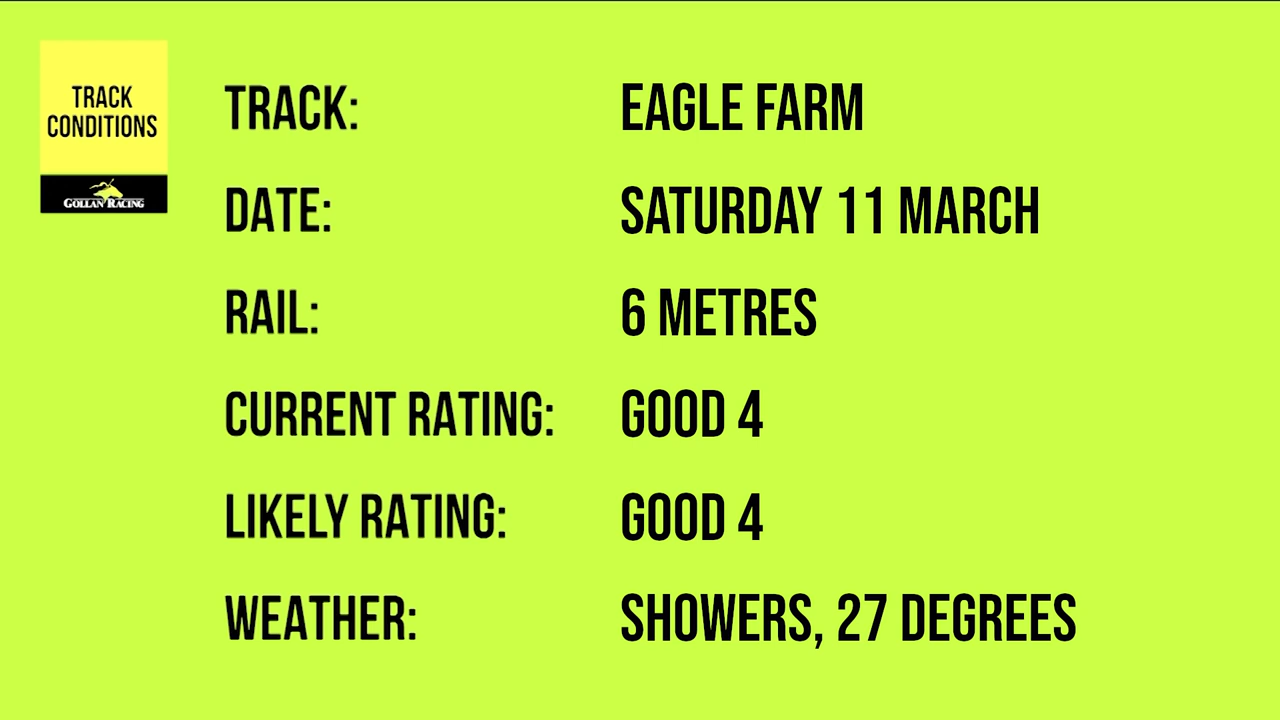 TRACK
CONDITIONS
GOLLAN RACING
TRACK: EAGLE FARM
DATE: SATURDAY 11 MARCH
RAIL: 6 METRES
CURRENT RATING: GOOD 4
LIKELY RATING: GOOD 4
WEATHER: SHOWERS, 27 DEGREES